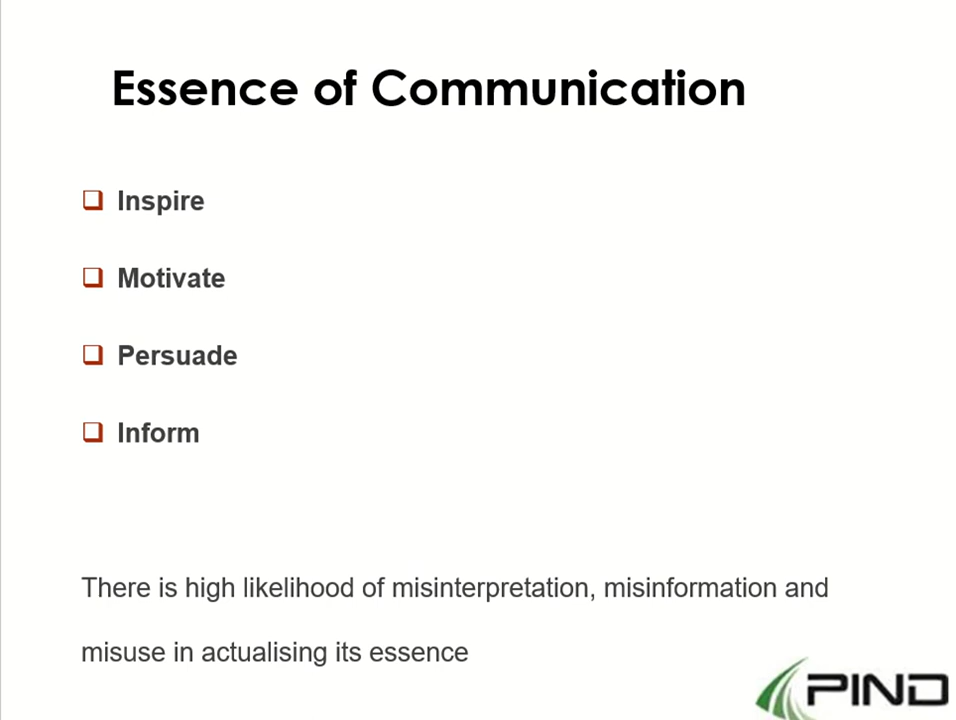 Essence of Communication
Inspire
Motivate
Persuade
Inform
There is high likelihood of misinterpretation, misinformation and
misuse in actualising its essence
PIND